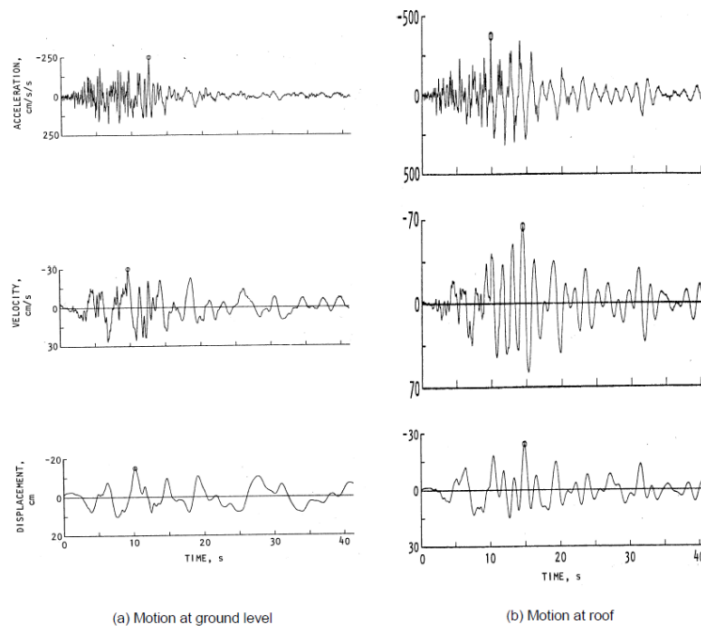 -250
ACCELERATION,
cm/s/s
0
250
-30
VELOCITY,
cm/s
0
30
-20
DISPLACEMENT,
cm
0
20
0 10 20 30 40
TIME, s
(a) Motion at ground level
-500
0
500
-70
0
70
-30
0
30
0 10 20 30 40
TIME, s
(b) Motion at roof